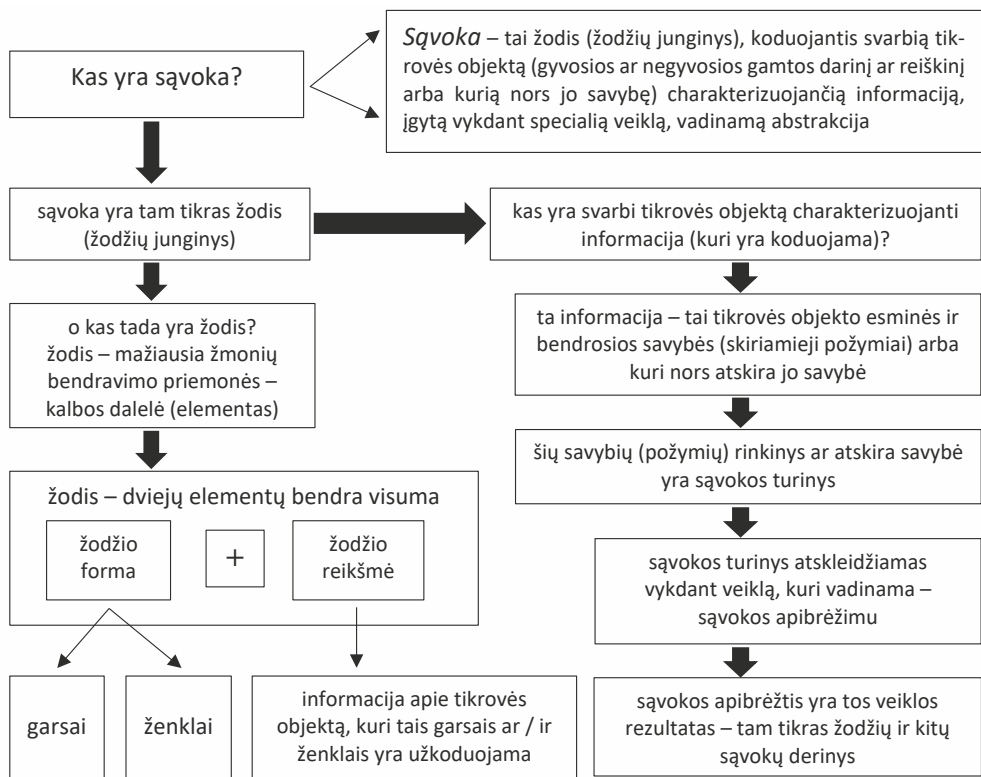 Kas yra sąvoka?
Sąvoka – tai žodis (žodžių junginys), koduojantis svarbią tik-
rovės objektą (gyvosios ar negyvosios gamtos darinį ar reiškinį
arba kurią nors jo savybę) charakterizuojančią informaciją,
įgytą vykdant specialią veiklą, vadinamą abstrakcija
sąvoka yra tam tikras žodis
(žodžių junginys)
kas yra svarbi tikrovės objektą charakterizuojanti
informacija (kuri yra koduojama)?
o kas tada yra žodis?
žodis – mažiausia žmonių
bendravimo priemonės –
kalbos dalelė (elementas)
ta informacija – tai tikrovės objekto esminės ir
bendrosios savybės (skiriamieji požymiai) arba
kuri nors atskira jo savybė
šių savybių (požymių) rinkinys ar atskira savybė
yra sąvokos turinys
žodis – dviejų elementų bendra visuma
žodžio
forma
+
žodžio
reikšmė
sąvokos turinys atskleidžiamas
vykdant veiklą, kuri vadinama –
sąvokos apibrėžimu
garsai
ženklai
informacija apie tikrovės
objektą, kuri tais garsais ar / ir
ženklais yra užkoduojama
sąvokos apibrėžtis yra tos veiklos
rezultatas – tam tikras žodžių ir kitų
sąvokų derinys